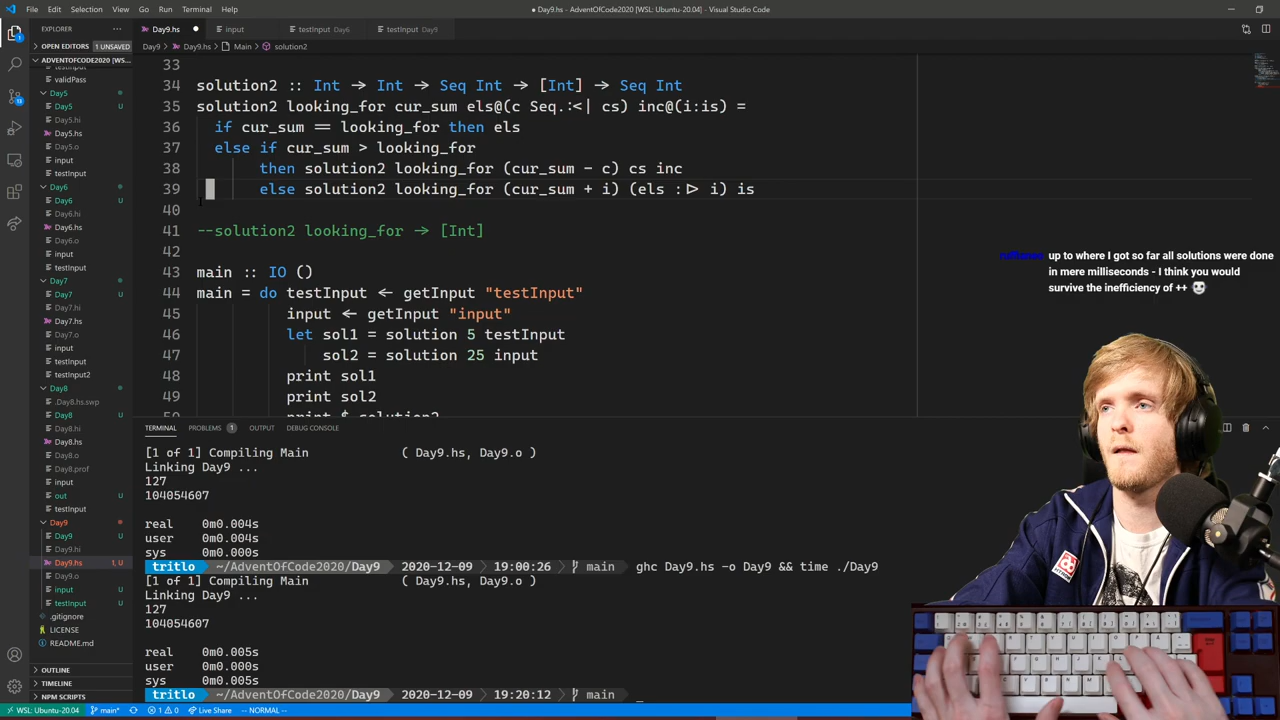 File Edit Selection View Go Run Terminal Help
● Day9.hs - AdventOfCode2020 [WSL: Ubuntu-20.04] - Visual Studio Code
EXPLORER
OPEN EDITORS 1 UNSAVED
ADVENTOFCODE2020 [WS...
validPass
Day5
Day5
Day5.hi
Day5.hs
Day5.o
input
testInput
Day6
Day6
Day6.hi
Day6.hs
Day6.o
input
testInput
Day7
Day7
Day7.hi
Day7.hs
Day7.o
input
testInput
testInput2
Day8
.Day8.hs.swp
Day8
Day8.hi
Day8.hs
Day8.o
Day8.prof
input
out
testInput
Day9
Day9
Day9.hi
Day9.hs 1, U
Day9.o
input
testInput
.gitignore
LICENSE
README.md
OUTLINE
TIMELINE
NPM SCRIPTS
Day9.hs ● input testInput Day6 testInput Day9
Day9 > Day9.hs > Main > solution2
33
34 solution2 :: Int → Int → Seq Int → [Int] → Seq Int
35 solution2 looking_for cur_sum els@(c Seq.:<| cs) inc@(i:is) =
36 if cur_sum == looking_for then els
37 else if cur_sum > looking_for
38 then solution2 looking_for (cur_sum - c) cs inc
39 else solution2 looking_for (cur_sum + i) (els :|> i) is
40
41 --solution2 looking_for → [Int]
42
43 main :: IO ()
44 main = do testInput ← getInput "testInput"
45 input ← getInput "input"
46 let sol1 = solution 5 testInput
47 sol2 = solution 25 input
48 print sol1
49 print sol2
print $ solution2
up to where I got so far all solutions were done
in mere milliseconds - I think you would
survive the inefficiency of ++
TERMINAL PROBLEMS 1 OUTPUT DEBUG CONSOLE
[1 of 1] Compiling Main ( Day9.hs, Day9.o )
Linking Day9 ...
127
104054607
real 0m0.004s
user 0m0.004s
sys 0m0.000s
tritlo ~/AdventOfCode2020/Day9 2020-12-09 19:00:26 main ghc Day9.hs -o Day9 && time ./Day9
[1 of 1] Compiling Main ( Day9.hs, Day9.o )
Linking Day9 ...
127
104054607
real 0m0.005s
user 0m0.000s
sys 0m0.005s
tritlo ~/AdventOfCode2020/Day9 2020-12-09 19:20:12 main
WSL: Ubuntu-20.04 main* 1 0 Live Share -- NORMAL --